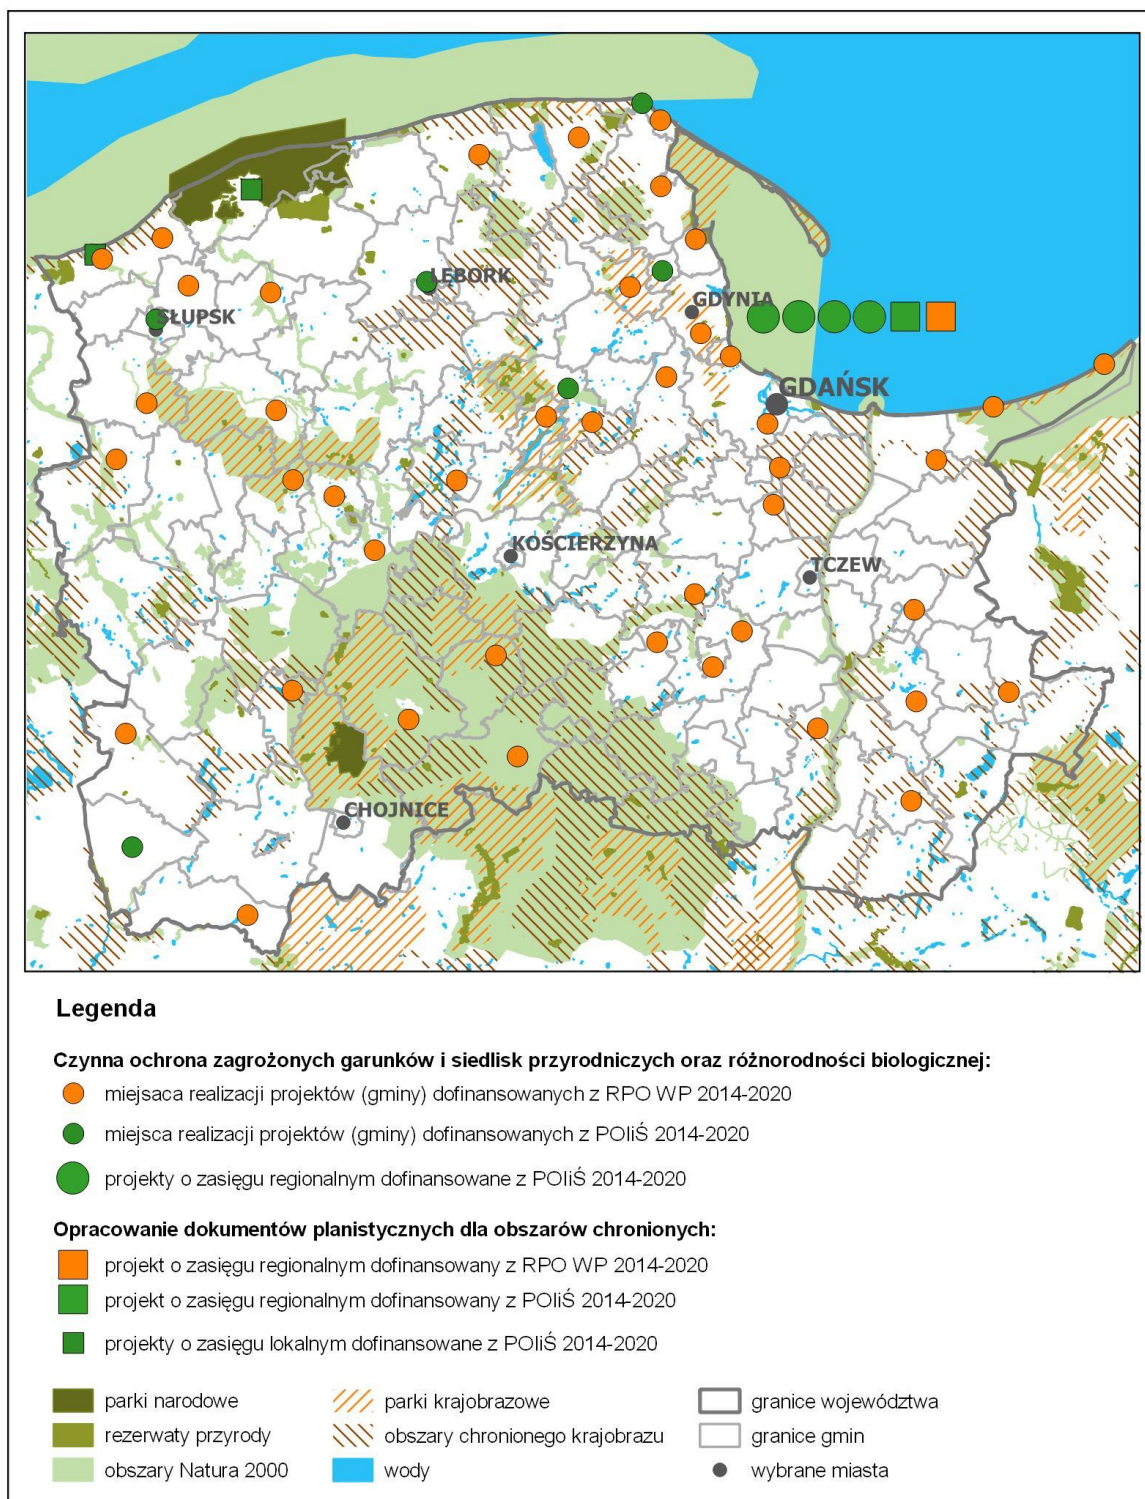 LĘBORK
GDYNIA
SŁUPSK
GDAŃSK
KOŚCIERZYNA
TCZEW
CHOJNICE
Legenda
Czynna ochrona zagrożonych garunków i siedlisk przyrodniczych oraz różnorodności biologicznej:
miejsaca realizacji projektów (gminy) dofinansowanych z RPO WP 2014-2020
miejsca realizacji projektów (gminy) dofinansowanych z POIiŚ 2014-2020
projekty o zasięgu regionalnym dofinansowane z POIiŚ 2014-2020
Opracowanie dokumentów planistycznych dla obszarów chronionych:
projekt o zasięgu regionalnym dofinansowany z RPO WP 2014-2020
projekt o zasięgu regionalnym dofinansowany z POIiŚ 2014-2020
projekty o zasięgu lokalnym dofinansowane z POIiŚ 2014-2020
parki narodowe
parki krajobrazowe
granice województwa
rezerwaty przyrody
obszary chronionego krajobrazu
granice gmin
obszary Natura 2000
wody
wybrane miasta